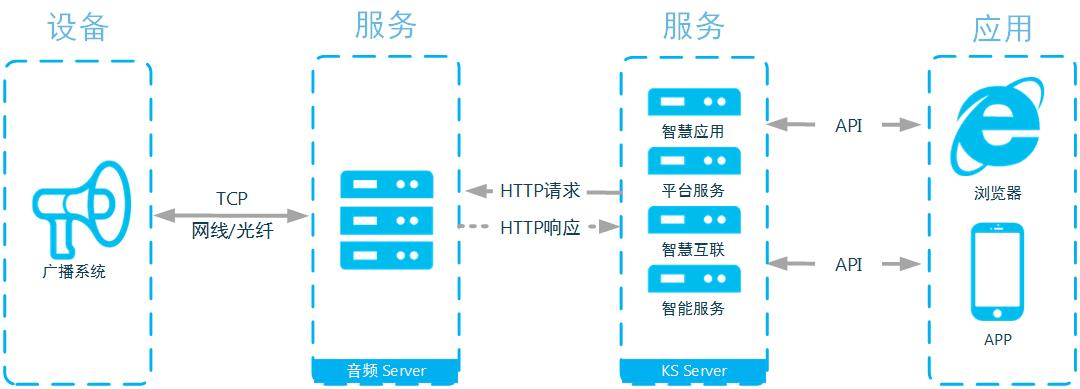 设备
服务
服务
应用
广播系统
TCP
网线/光纤
音频 Server
HTTP请求
HTTP响应
智慧应用
平台服务
智慧互联
智能服务
KS Server
API
API
浏览器
APP